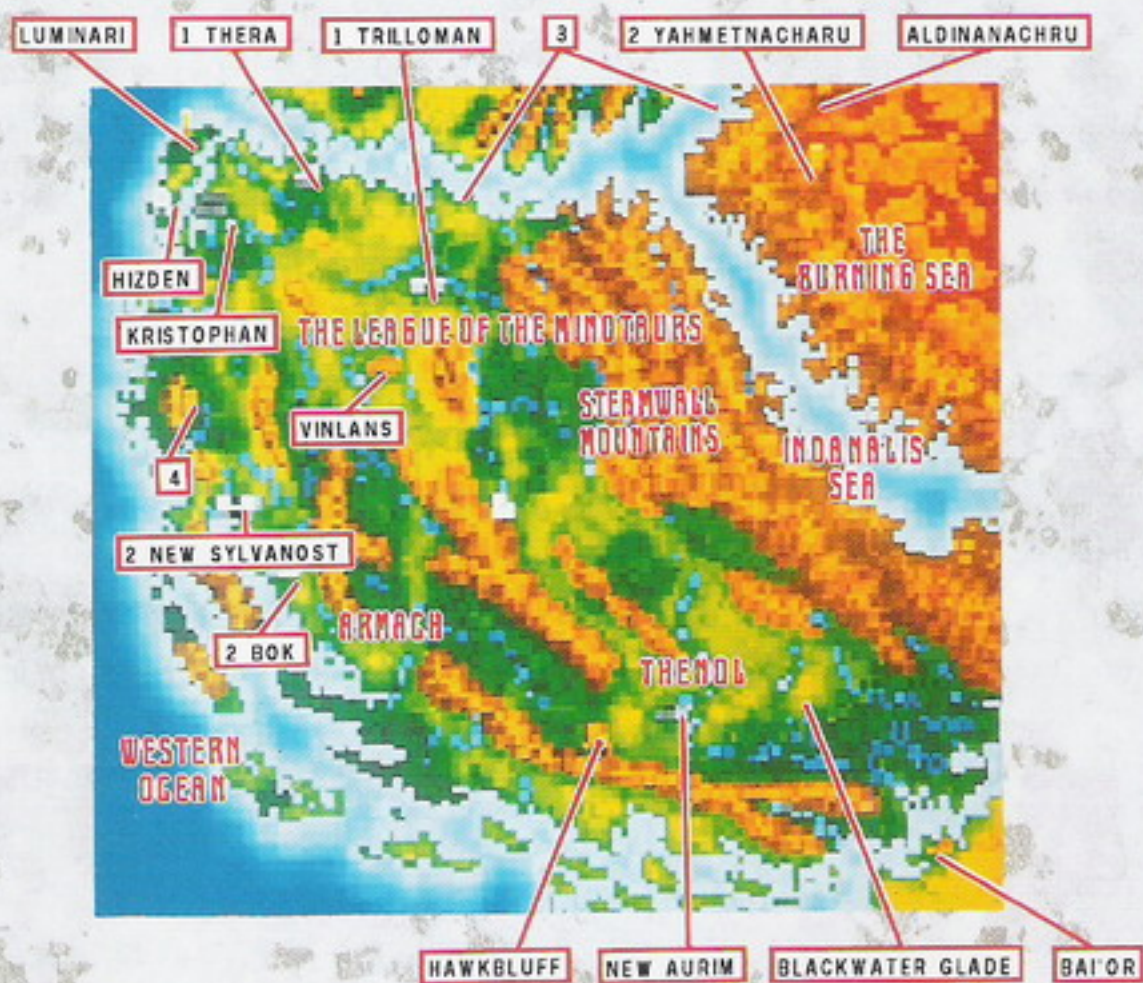 LUMINARI
1 THERA
1 TRILLOMAN
3
2 YAHMETNACHARU
ALDINANACHRU
THE
BURNING SEA
HIZDEN
KRISTOPHAN
THE LEAGUE OF THE MINOTAURS
VINLANS
STEAMWALL
MOUNTAINS
INDANALIS
SEA
4
2 NEW SYLVANOST
ARMACH
2 BOK
THENOL
WESTERN
OCEAN
HAWKBLUFF
NEW AURIM
BLACKWATER GLADE
BAI'OR